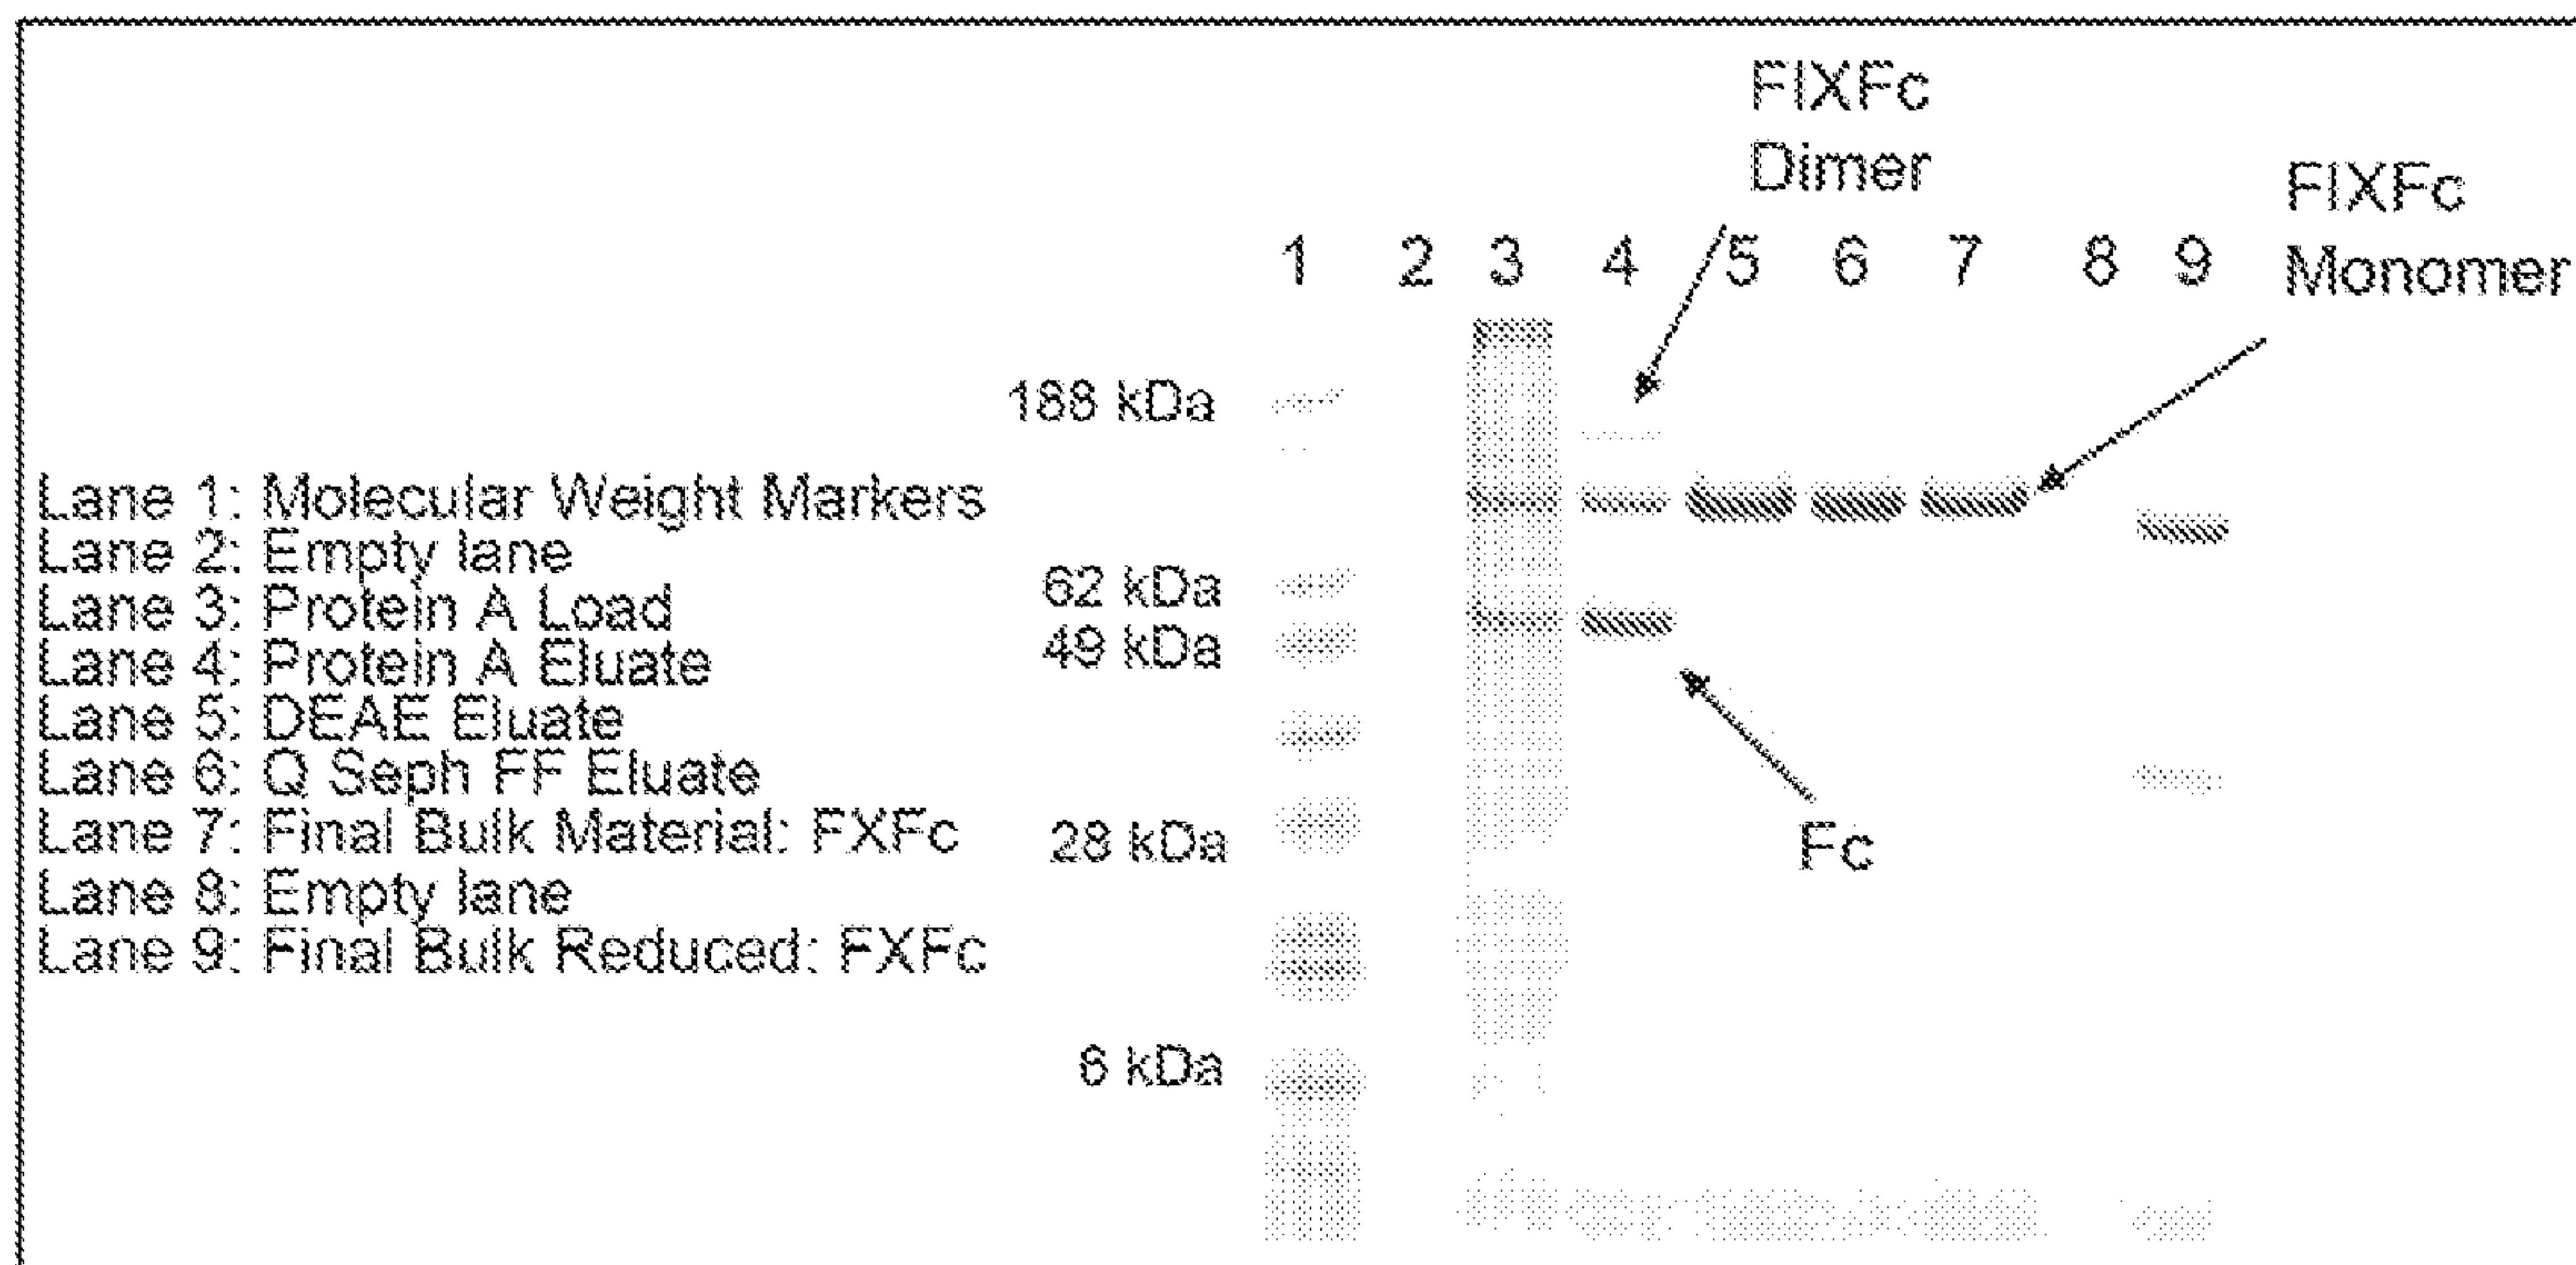 FIXFc
Dimer
FIXFc
Monomer
1 2 3 4 5 6 7 8 9
188 kDa
Lane 1: Molecular Weight Markers
Lane 2: Empty lane
62 kDa
Lane 3: Protein A Load
49 kDa
Lane 4: Protein A Eluate
Lane 5: DEAE Eluate
Lane 6: Q Seph FF Eluate
Lane 7: Final Bulk Material: FXFc
28 kDa
Fc
Lane 8: Empty lane
Lane 9: Final Bulk Reduced: FXFc
6 kDa